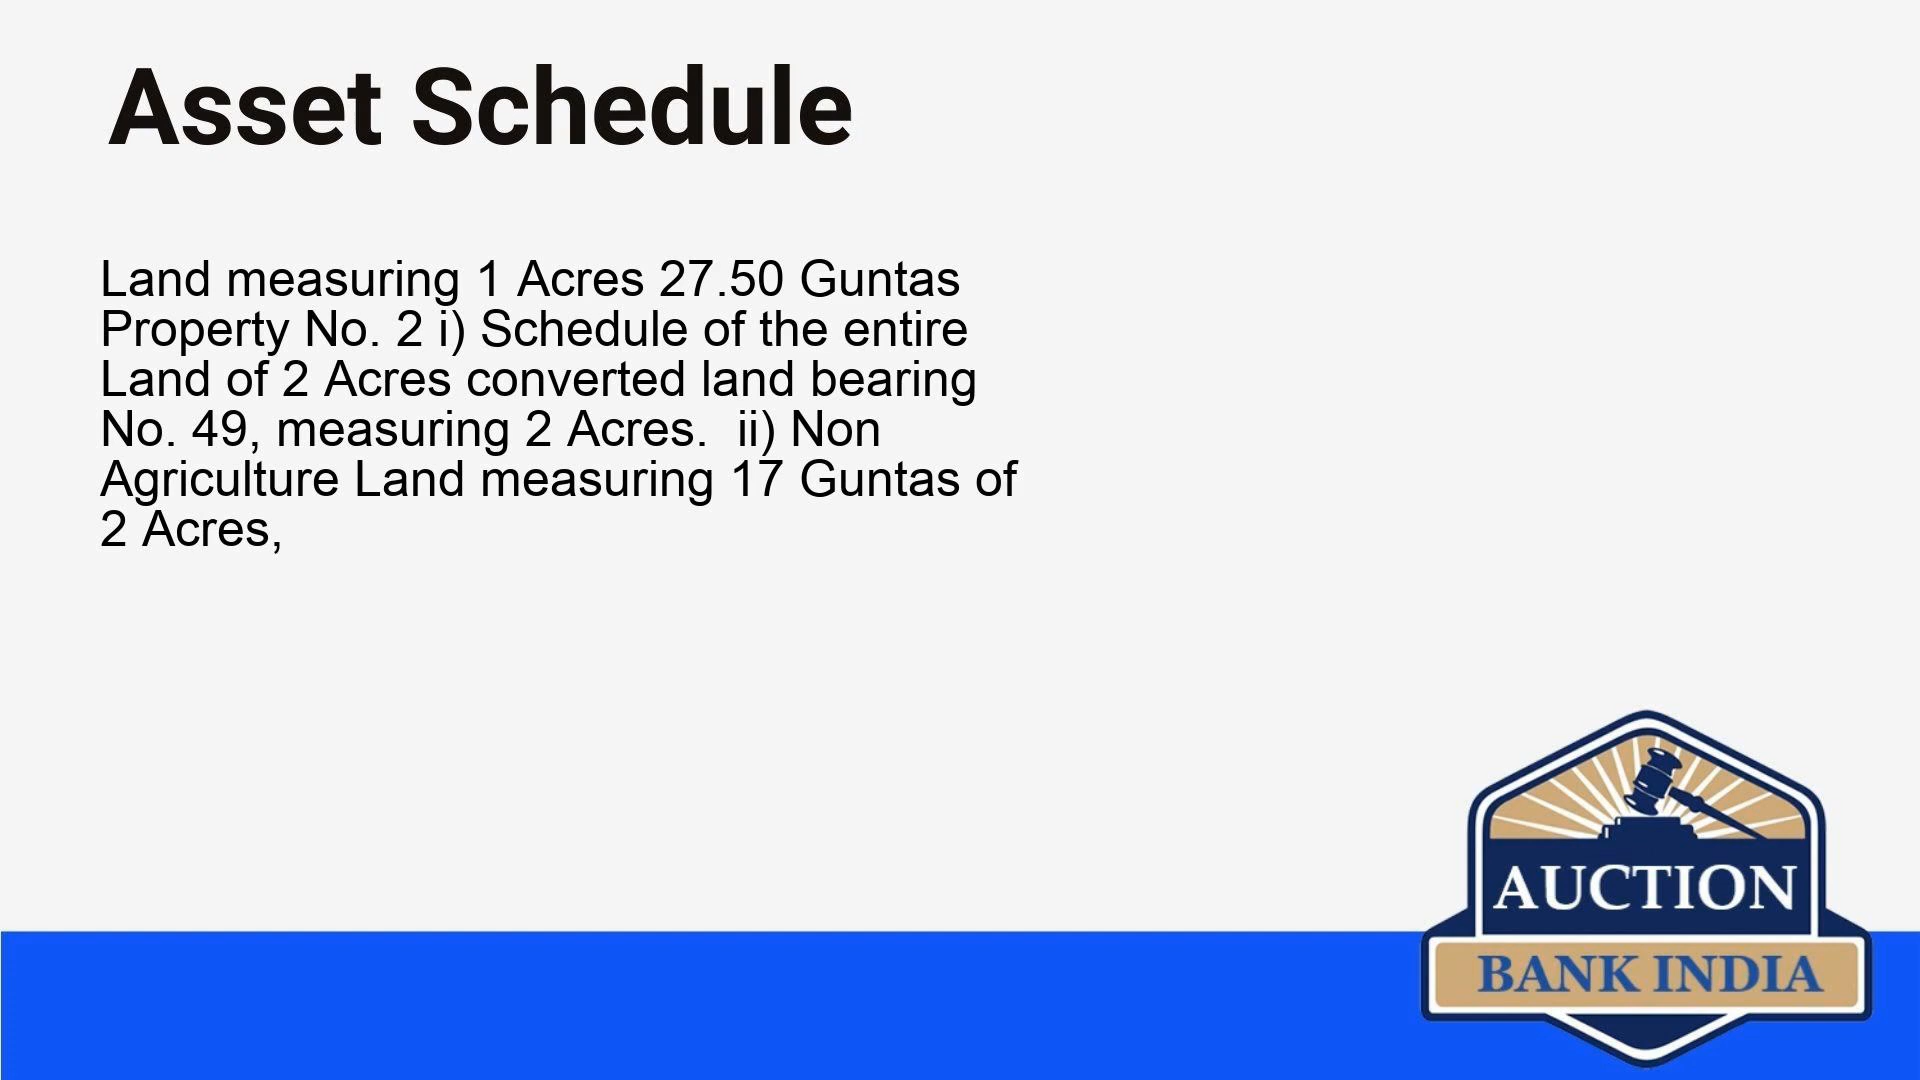 Asset Schedule
Land measuring 1 Acres 27.50 Guntas
Property No. 2 i) Schedule of the entire
Land of 2 Acres converted land bearing
No. 49, measuring 2 Acres.  ii) Non
Agriculture Land measuring 17 Guntas of
2 Acres,
AUCTION
BANK INDIA